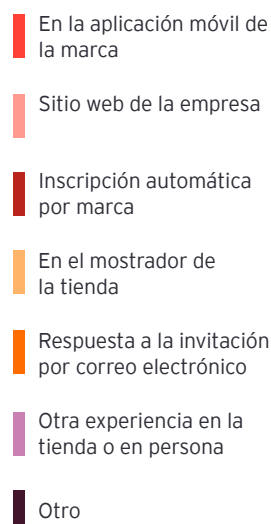 En la aplicación móvil de
la marca
Sitio web de la empresa
Inscripción automática
por marca
En el mostrador de
la tienda
Respuesta a la invitación
por correo electrónico
Otra experiencia en la
tienda o en persona
Otro